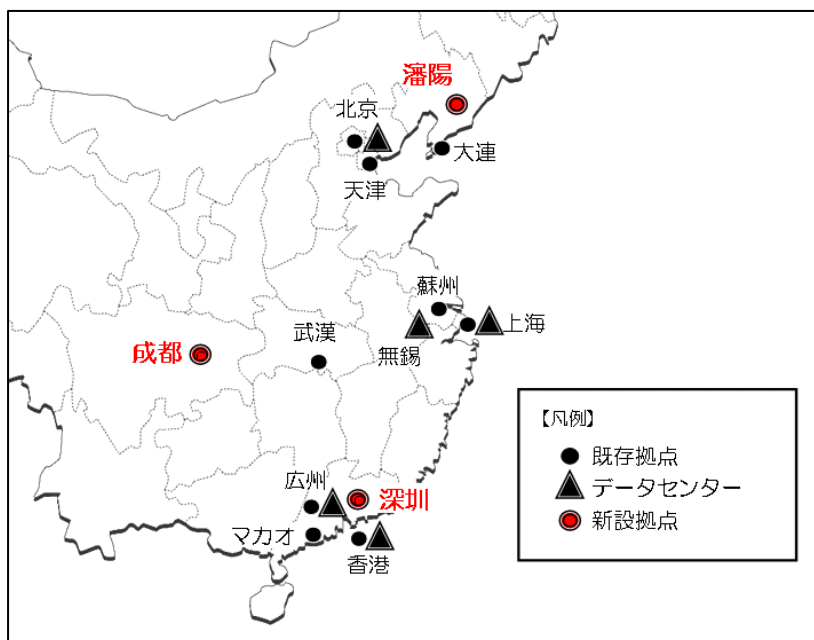 瀋陽
北京
大連
天津
蘇州
上海
武漢
無錫
成都
【凡例】
既存拠点
データセンター
新設拠点
広州
深圳
マカオ
香港